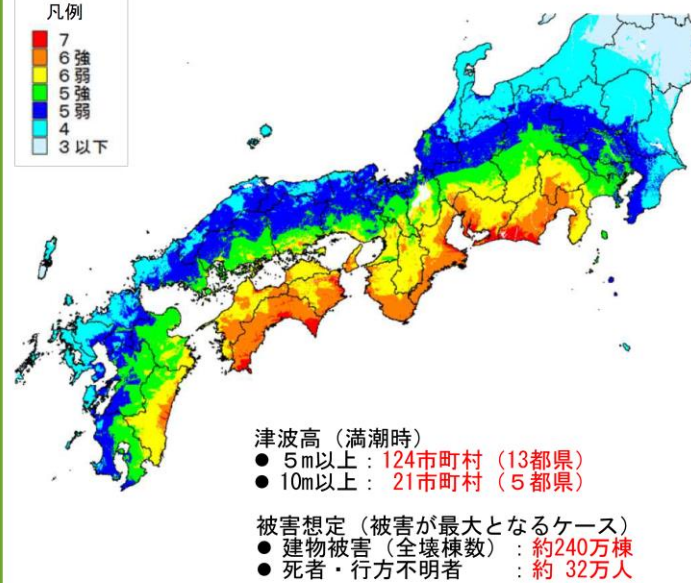 凡例
7
6強
6弱
5強
5弱
4
3以下
津波高（満潮時）
● ５m以上：124市町村（13都県）
● 10m以上： 21市町村（５都県）
被害想定（被害が最大となるケース）
● 建物被害（全壊棟数）：約240万棟
● 死者・行方不明者　　：約 32万人